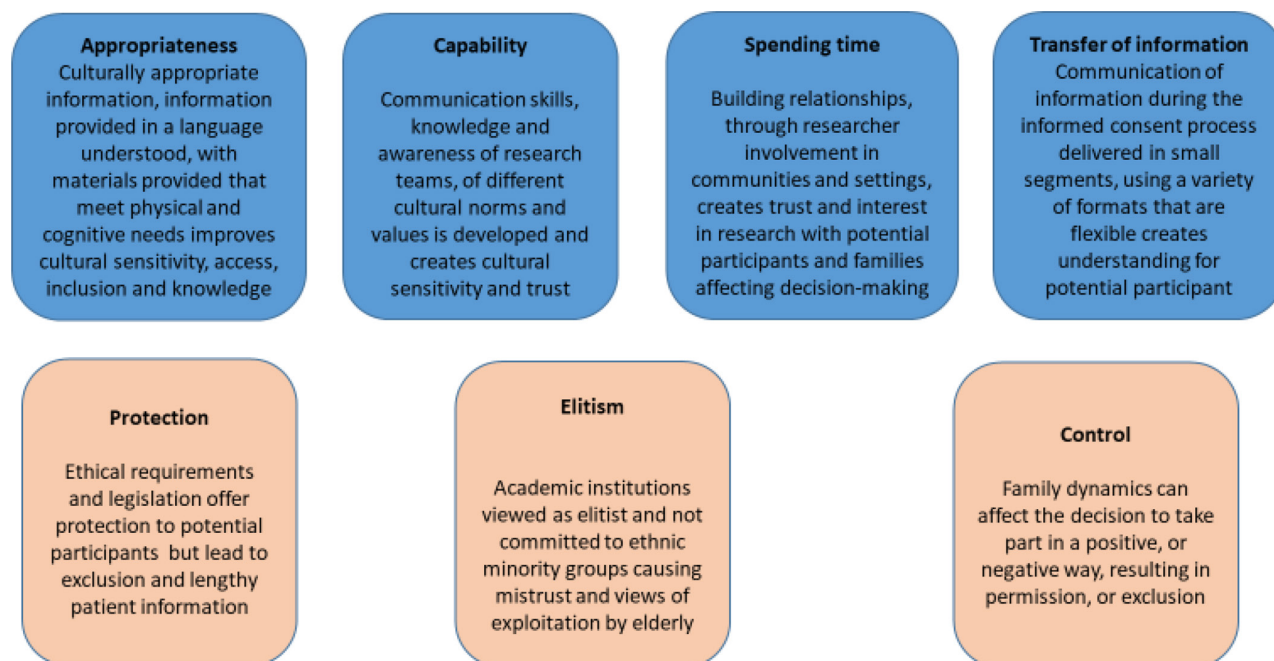 Appropriateness
Culturally appropriate
information, information
provided in a language
understood, with
materials provided that
meet physical and
cognitive needs improves
cultural sensitivity, access,
inclusion and knowledge
Capability
Communication skills,
knowledge and
awareness of research
teams, of different
cultural norms and
values is developed and
creates cultural
sensitivity and trust
Spending time
Building relationships,
through researcher
involvement in
communities and settings,
creates trust and interest
in research with potential
participants and families
affecting decision-making
Transfer of information
Communication of
information during the
informed consent process
delivered in small
segments, using a variety
of formats that are
flexible creates
understanding for
potential participant
Protection
Ethical requirements
and legislation offer
protection to potential
participants but lead to
exclusion and lengthy
patient information
Elitism
Academic institutions
viewed as elitist and not
committed to ethnic
minority groups causing
mistrust and views of
exploitation by elderly
Control
Family dynamics can
affect the decision to take
part in a positive, or
negative way, resulting in
permission, or exclusion